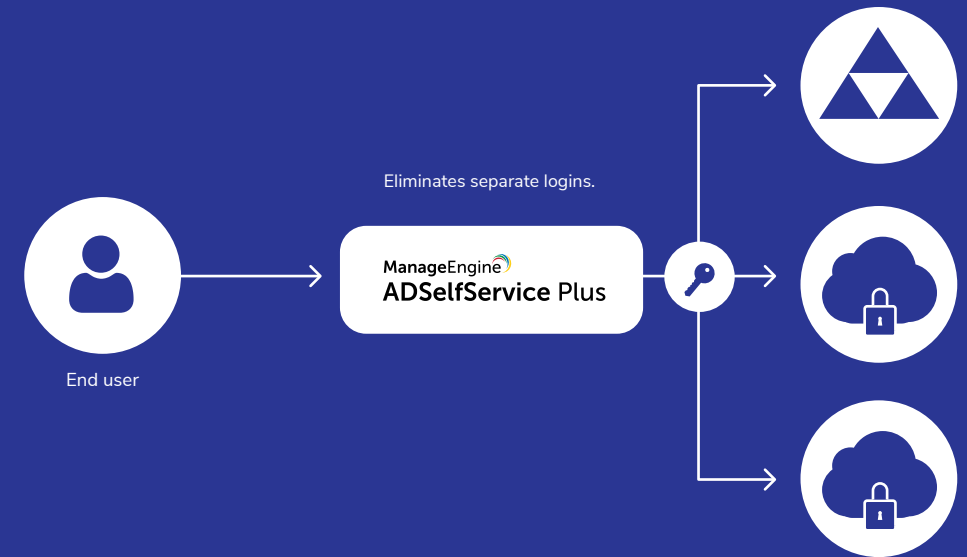 Eliminates separate logins.
ManageEngine
ADSelfService Plus
End user